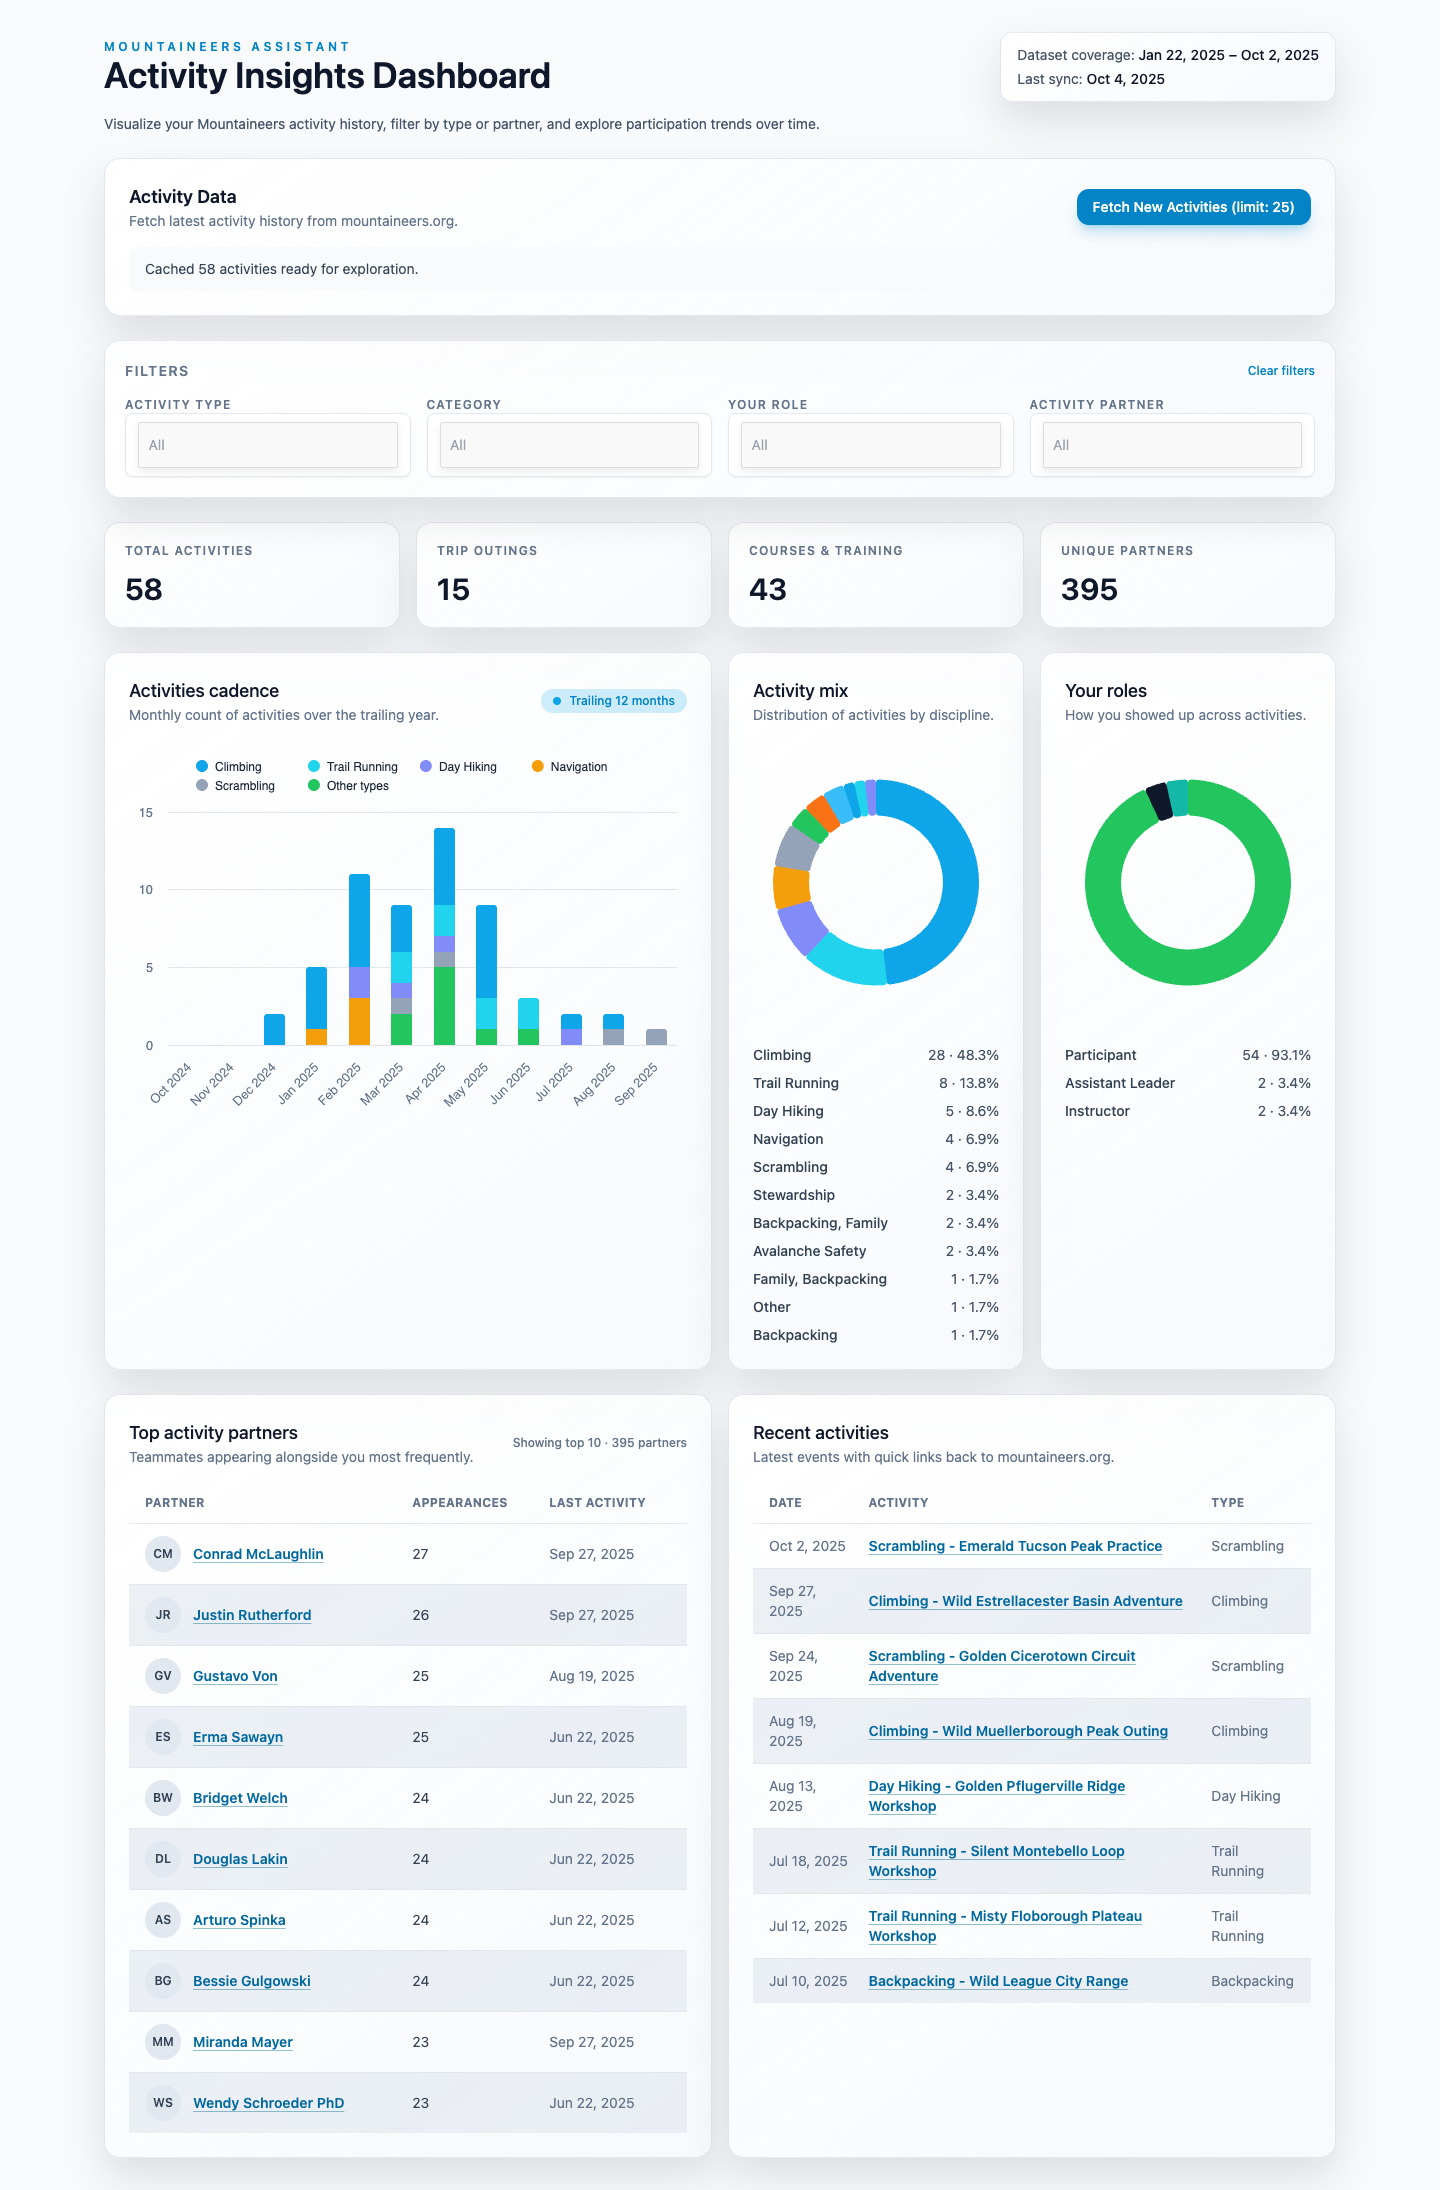 MOUNTAINEERS ASSISTANT
Activity Insights Dashboard
Visualize your Mountaineers activity history, filter by type or partner, and explore participation trends over time.
Dataset coverage: Jan 22, 2025 – Oct 2, 2025
Last sync: Oct 4, 2025
Activity Data
Fetch latest activity history from mountaineers.org.
Fetch New Activities (limit: 25)
Cached 58 activities ready for exploration.
FILTERS
Clear filters
ACTIVITY TYPE
All
CATEGORY
All
YOUR ROLE
All
ACTIVITY PARTNER
All
TOTAL ACTIVITIES
58
TRIP OUTINGS
15
COURSES & TRAINING
43
UNIQUE PARTNERS
395
Activities cadence
Monthly count of activities over the trailing year.
Trailing 12 months
Climbing
Trail Running
Day Hiking
Navigation
Scrambling
Other types
15
10
5
0
Oct 2024
Nov 2024
Dec 2024
Jan 2025
Feb 2025
Mar 2025
Apr 2025
May 2025
Jun 2025
Jul 2025
Aug 2025
Sep 2025
Activity mix
Distribution of activities by discipline.
Climbing 28 · 48.3%
Trail Running 8 · 13.8%
Day Hiking 5 · 8.6%
Navigation 4 · 6.9%
Scrambling 4 · 6.9%
Stewardship 2 · 3.4%
Backpacking, Family 2 · 3.4%
Avalanche Safety 2 · 3.4%
Family, Backpacking 1 · 1.7%
Other 1 · 1.7%
Backpacking 1 · 1.7%
Your roles
How you showed up across activities.
Participant 54 · 93.1%
Assistant Leader 2 · 3.4%
Instructor 2 · 3.4%
Top activity partners
Teammates appearing alongside you most frequently.
Showing top 10 · 395 partners
PARTNER APPEARANCES LAST ACTIVITY
CM Conrad McLaughlin 27 Sep 27, 2025
JR Justin Rutherford 26 Sep 27, 2025
GV Gustavo Von 25 Aug 19, 2025
ES Erma Sawayn 25 Jun 22, 2025
BW Bridget Welch 24 Jun 22, 2025
DL Douglas Lakin 24 Jun 22, 2025
AS Arturo Spinka 24 Jun 22, 2025
BG Bessie Gulgowski 24 Jun 22, 2025
MM Miranda Mayer 23 Sep 27, 2025
WS Wendy Schroeder PhD 23 Jun 22, 2025
Recent activities
Latest events with quick links back to mountaineers.org.
DATE ACTIVITY TYPE
Oct 2, 2025 Scrambling - Emerald Tucson Peak Practice Scrambling
Sep 27,
2025
Climbing - Wild Estrellacester Basin Adventure
Climbing
Sep 24,
2025
Scrambling - Golden Cicerotown Circuit
Adventure
Scrambling
Aug 19,
2025
Climbing - Wild Muellerborough Peak Outing
Climbing
Aug 13,
2025
Day Hiking - Golden Pflugerville Ridge
Workshop
Day Hiking
Jul 18, 2025
Trail Running - Silent Montebello Loop
Workshop
Trail
Running
Jul 12, 2025
Trail Running - Misty Floborough Plateau
Workshop
Trail
Running
Jul 10, 2025 Backpacking - Wild League City Range Backpacking